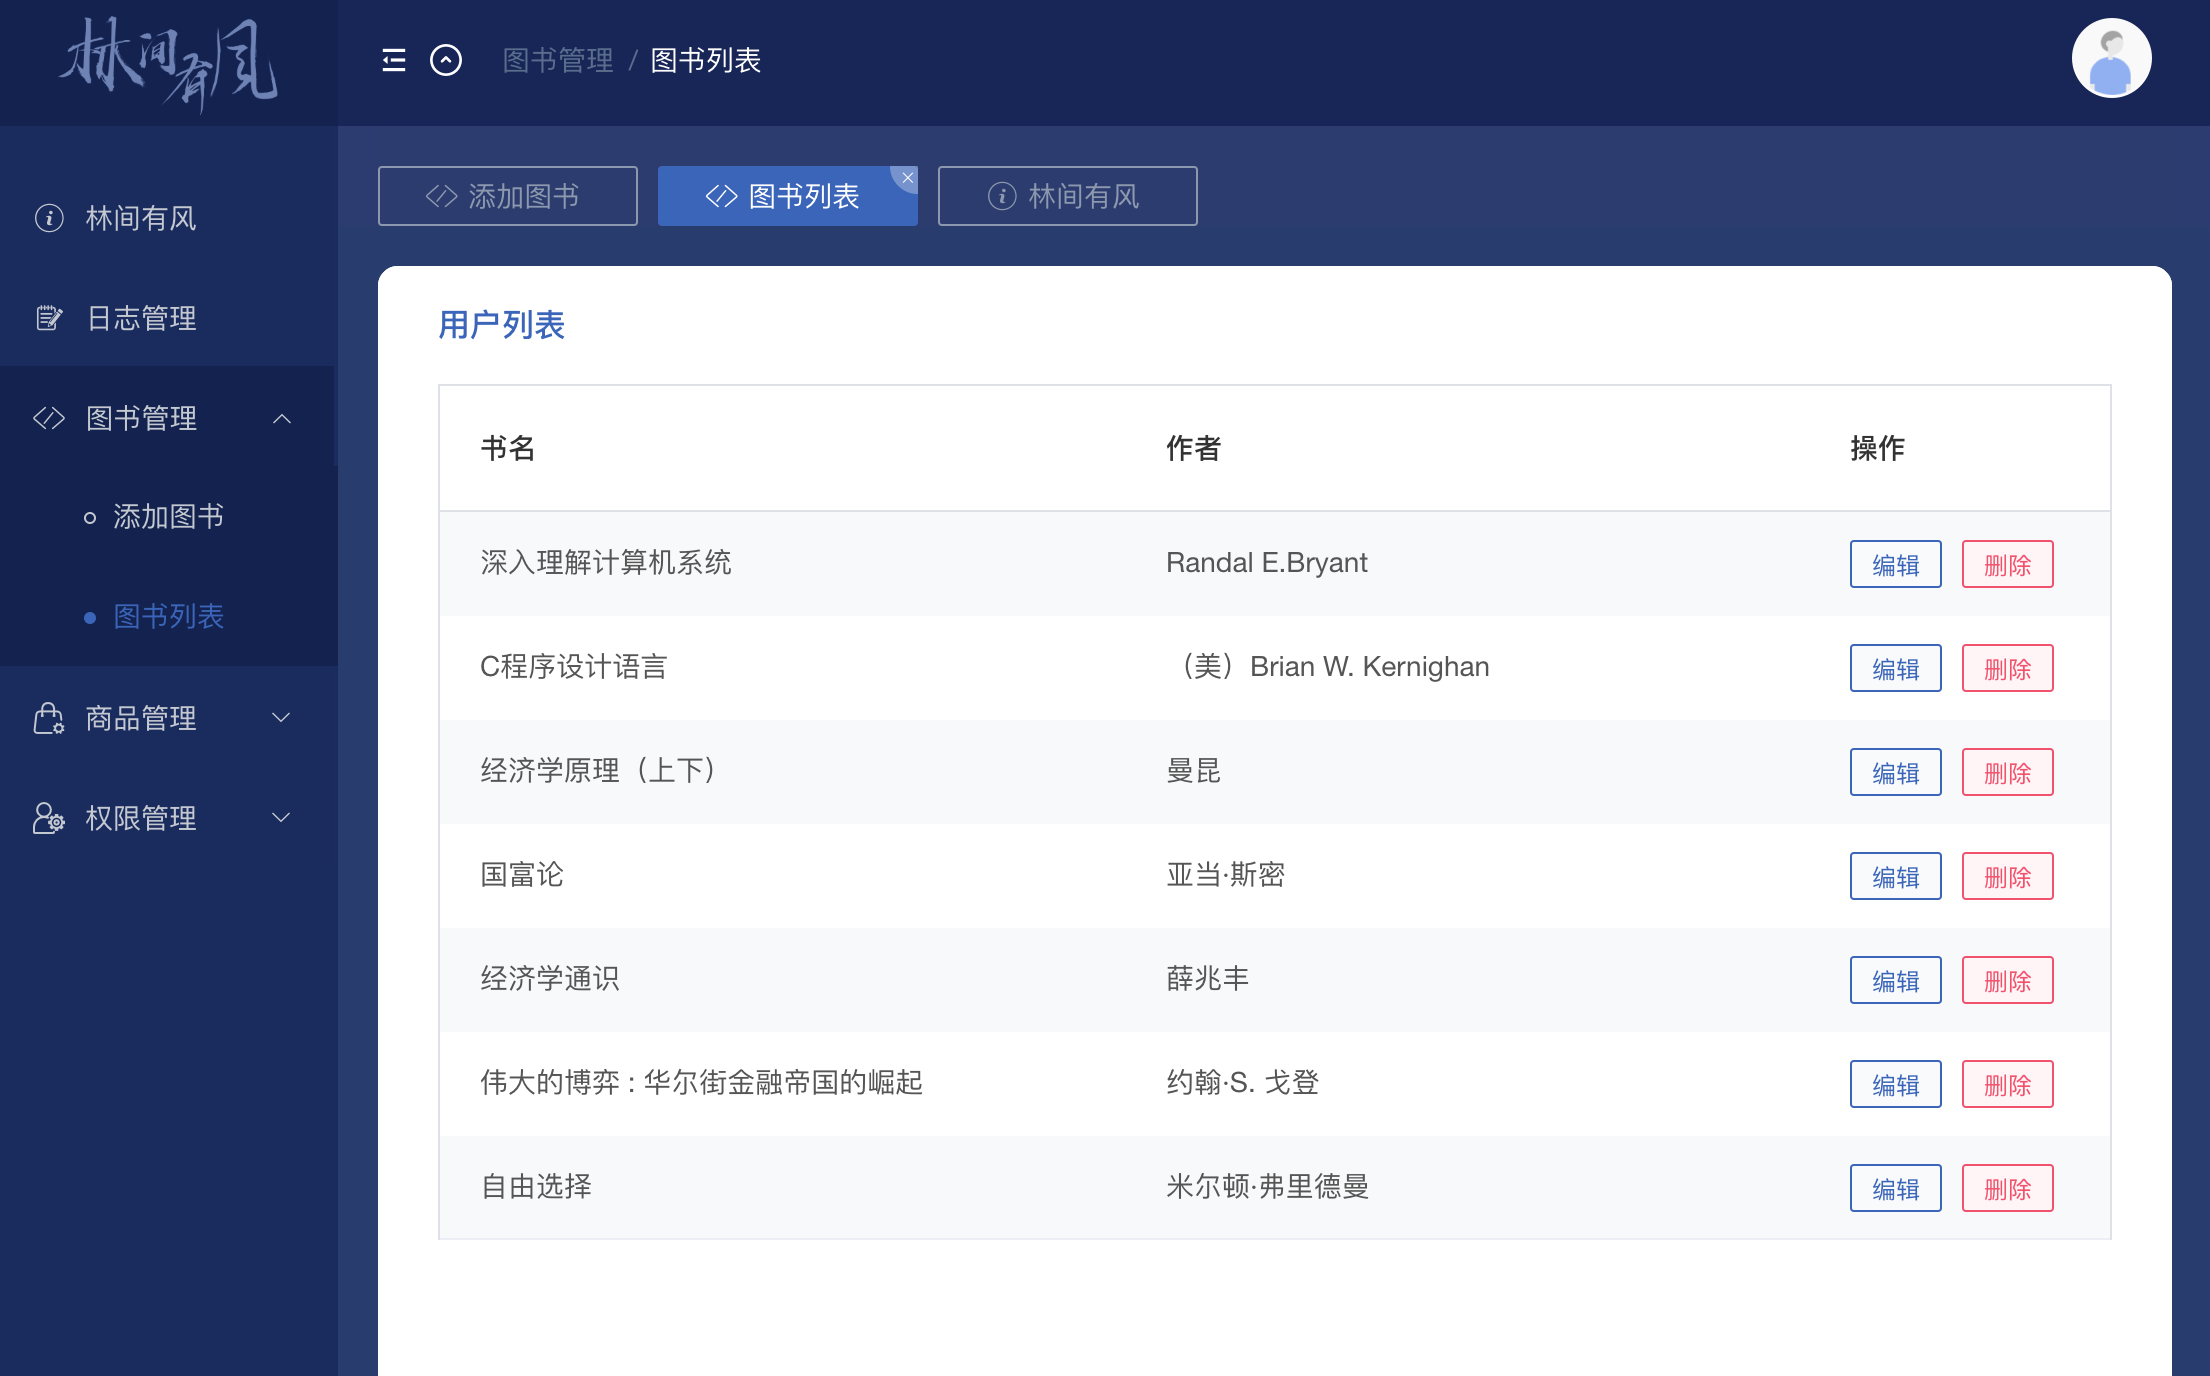 林间有风
图书管理 / 图书列表
林间有风
日志管理
图书管理
添加图书
图书列表
商品管理
权限管理
添加图书 图书列表 林间有风
用户列表
书名 作者 操作
深入理解计算机系统 Randal E.Bryant 编辑 删除
C程序设计语言 （美）Brian W. Kernighan 编辑 删除
经济学原理（上下） 曼昆 编辑 删除
国富论 亚当·斯密 编辑 删除
经济学通识 薛兆丰 编辑 删除
伟大的博弈 : 华尔街金融帝国的崛起 约翰·S. 戈登 编辑 删除
自由选择 米尔顿·弗里德曼 编辑 删除